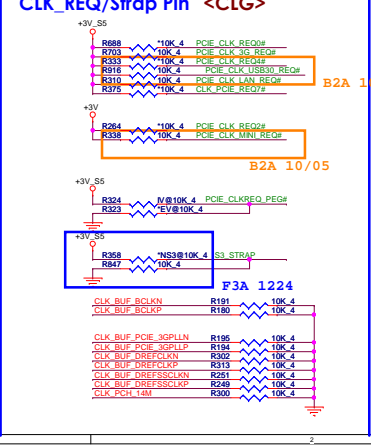 CLK_REQ/Strap Pin <CLG>
+3V_S5
R688 *10K_4 PCIE_CLK_REQ0#
R703 *10K_4 PCIE_CLK_3G_REQ#
R333 *10K_4 PCIE_CLK_REQ4#
R916 *10K_4 PCIE_CLK_USB30_REQ#
R310 *10K_4 PCIE_CLK_LAN_REQ#
R375 *10K_4 CLK_PCIE_REQ7#
B2A 1
+3V
R264 *10K_4 PCIE_CLK_REQ2#
R338 10K_4 PCIE_CLK_MINI_REQ#
B2A 10/05
+3V_S5
R324 IV@10K_4 PCIE_CLKREQ_PEG#
R323 *EV@10K_4
+3V_S5
R358 *NS3@10K_4 S3_STRAP
R847 10K_4
F3A 1224
CLK_BUF_BCLKN R191 10K_4
CLK_BUF_BCLKP R180 10K_4
CLK_BUF_PCIE_3GPLLN R195 10K_4
CLK_BUF_PCIE_3GPLLP R194 10K_4
CLK_BUF_DREFCLKN R302 10K_4
CLK_BUF_DREFCLKP R313 10K_4
CLK_BUF_DREFSSCLKN R251 10K_4
CLK_BUF_DREFSSCLKP R249 10K_4
CLK_PCH_14M R300 10K_4
2